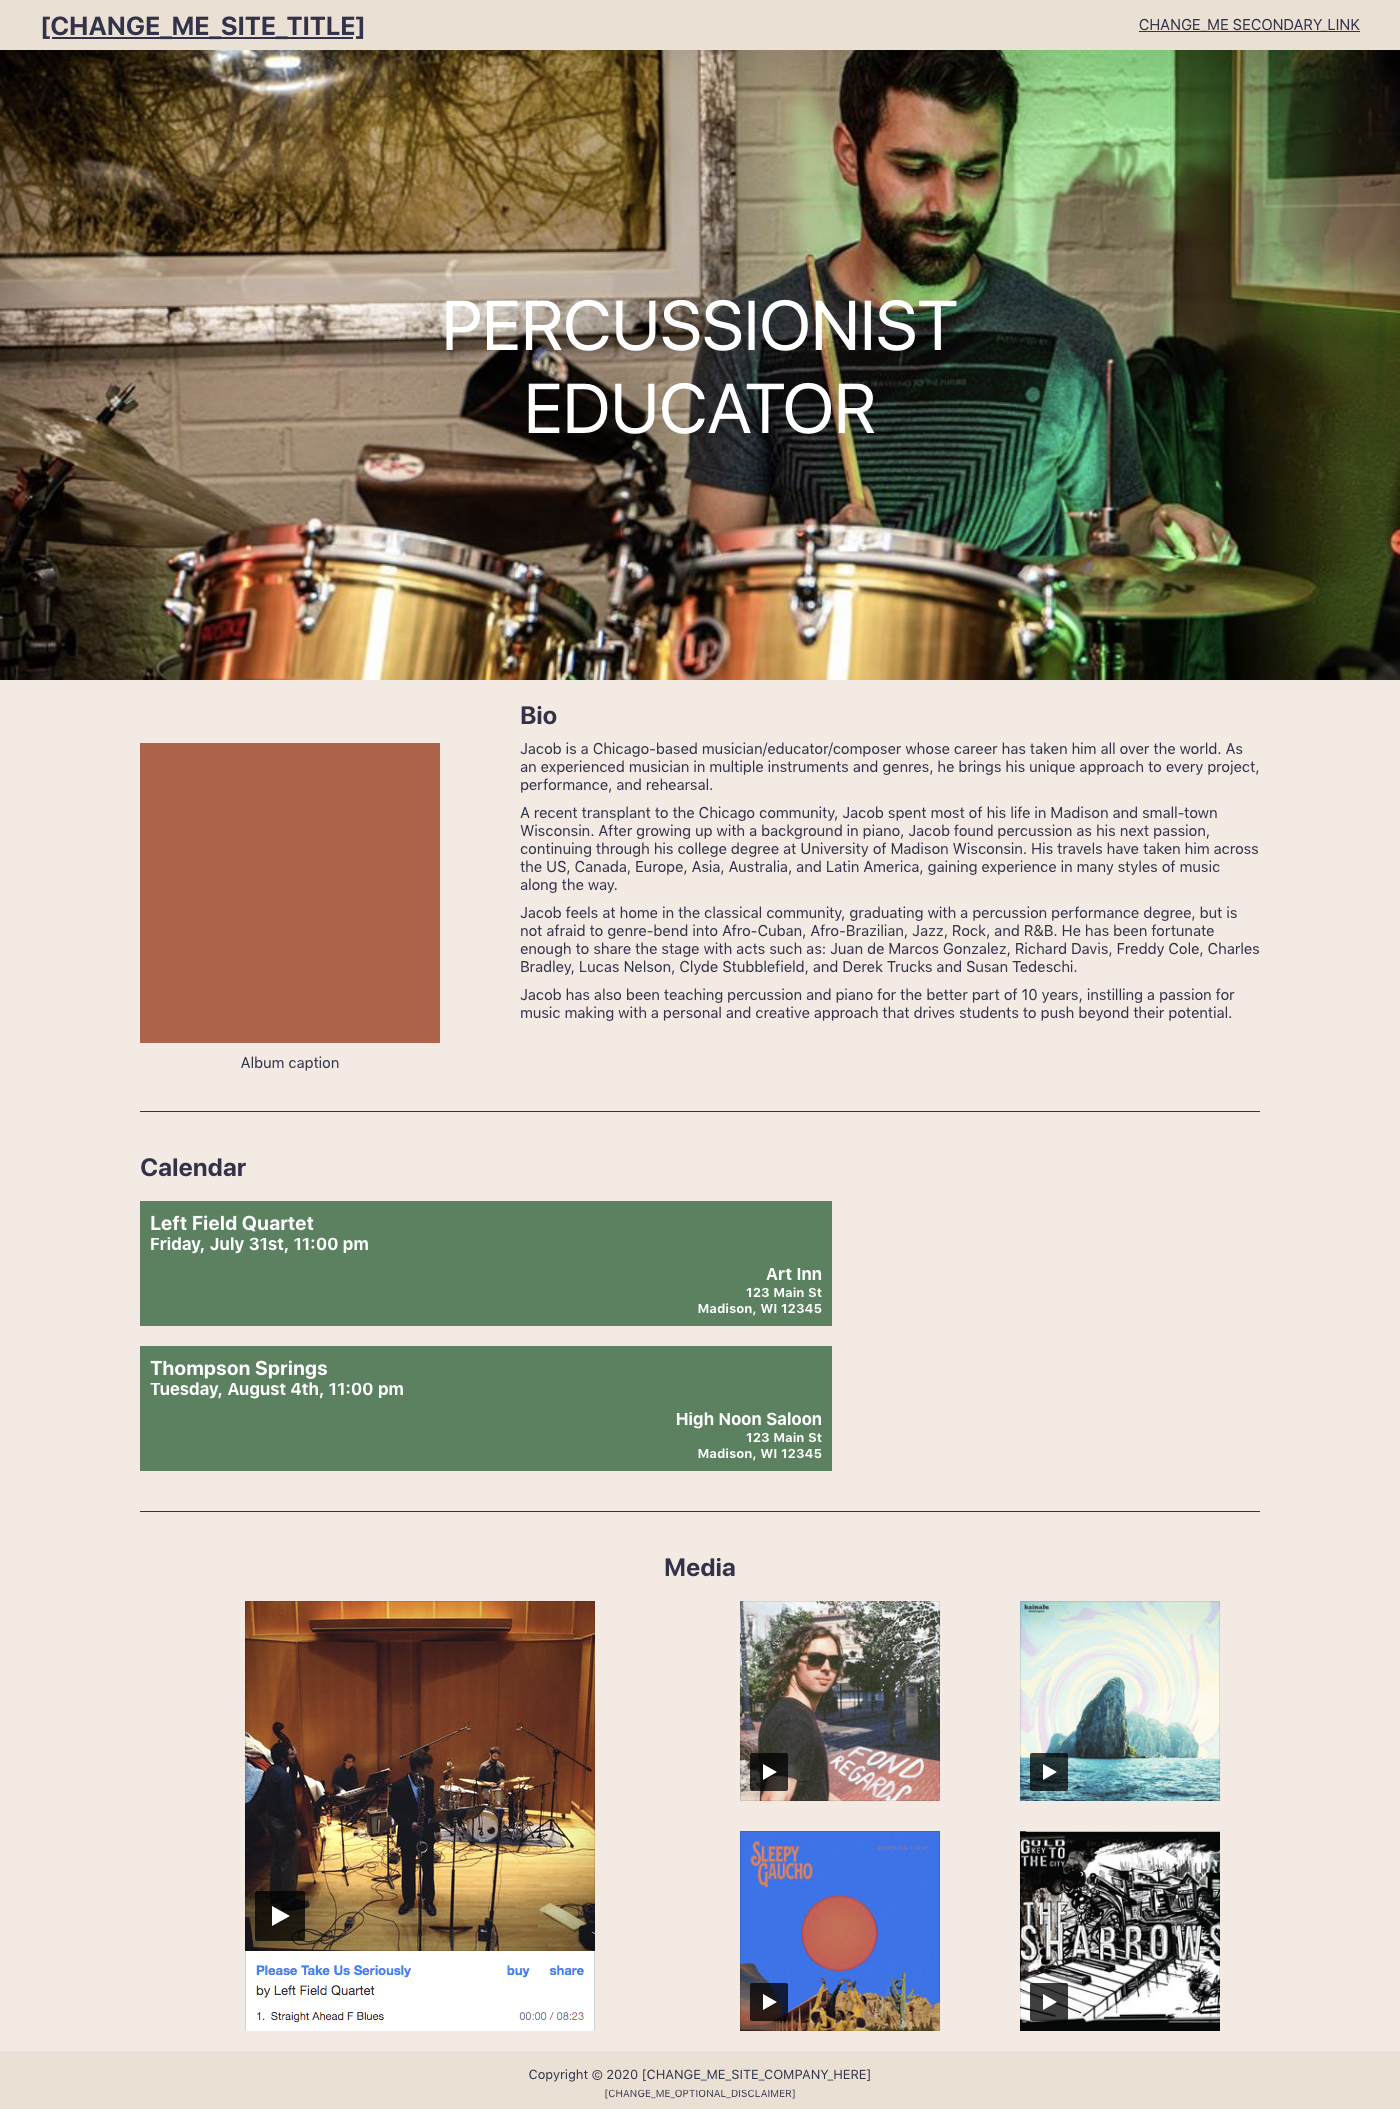 [CHANGE_ME_SITE_TITLE]
CHANGE_ME SECONDARY_LINK
PERCUSSIONIST
EDUCATOR
LP
Bio
Jacob is a Chicago-based musician/educator/composer whose career has taken him all over the world. As
an experienced musician in multiple instruments and genres, he brings his unique approach to every project,
performance, and rehearsal.
A recent transplant to the Chicago community, Jacob spent most of his life in Madison and small-town
Wisconsin. After growing up with a background in piano, Jacob found percussion as his next passion,
continuing through his college degree at University of Madison Wisconsin. His travels have taken him across
the US, Canada, Europe, Asia, Australia, and Latin America, gaining experience in many styles of music
along the way.
Jacob feels at home in the classical community, graduating with a percussion performance degree, but is
not afraid to genre-bend into Afro-Cuban, Afro-Brazilian, Jazz, Rock, and R&B. He has been fortunate
enough to share the stage with acts such as: Juan de Marcos Gonzalez, Richard Davis, Freddy Cole, Charles
Bradley, Lucas Nelson, Clyde Stubblefield, and Derek Trucks and Susan Tedeschi.
Jacob has also been teaching percussion and piano for the better part of 10 years, instilling a passion for
music making with a personal and creative approach that drives students to push beyond their potential.
Album caption
Calendar
Left Field Quartet
Friday, July 31st, 11:00 pm
Art Inn
123 Main St
Madison, WI 12345
Thompson Springs
Tuesday, August 4th, 11:00 pm
High Noon Saloon
123 Main St
Madison, WI 12345
Media
FOND
REGARDS
kainalu
SLEEPY
GAUCHO
GOLD
KEY TO
THE CITY
THE
SHARROWS
Please Take Us Seriously
buy share
by Left Field Quartet
1. Straight Ahead F Blues
00:00 / 08:23
Copyright © 2020 [CHANGE_ME_SITE_COMPANY_HERE]
[CHANGE_ME_OPTIONAL_DISCLAIMER]